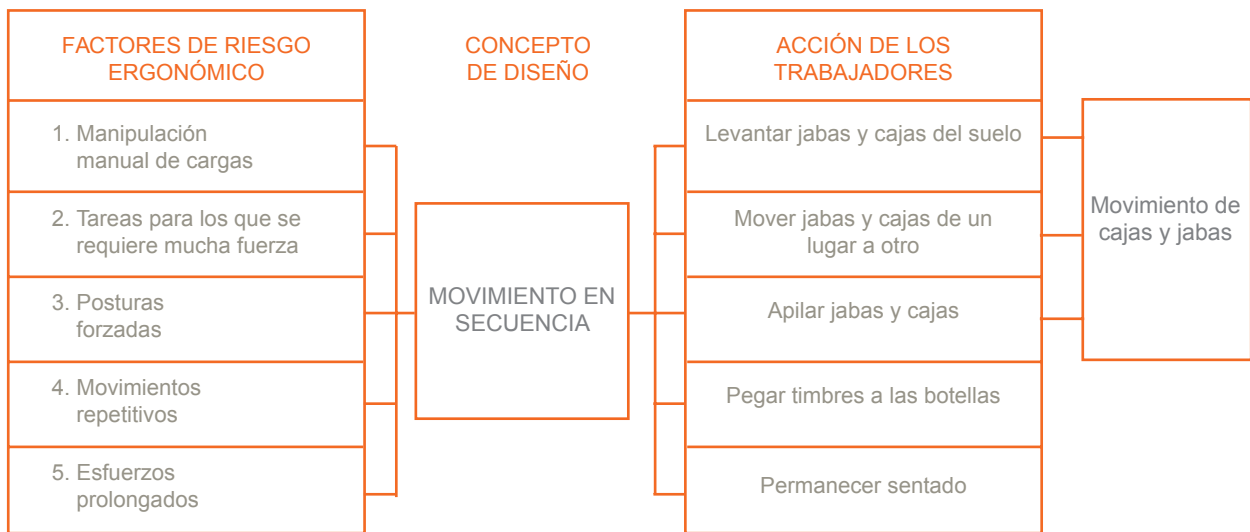 FACTORES DE RIESGO
ERGONÓMICO
1. Manipulación
manual de cargas
2. Tareas para los que se
requiere mucha fuerza
3. Posturas
forzadas
4. Movimientos
repetitivos
5. Esfuerzos
prolongados
CONCEPTO
DE DISEÑO
MOVIMIENTO EN
SECUENCIA
ACCIÓN DE LOS
TRABAJADORES
Levantar jabas y cajas del suelo
Mover jabas y cajas de un
lugar a otro
Apilar jabas y cajas
Pegar timbres a las botellas
Permanecer sentado
Movimiento de
cajas y jabas